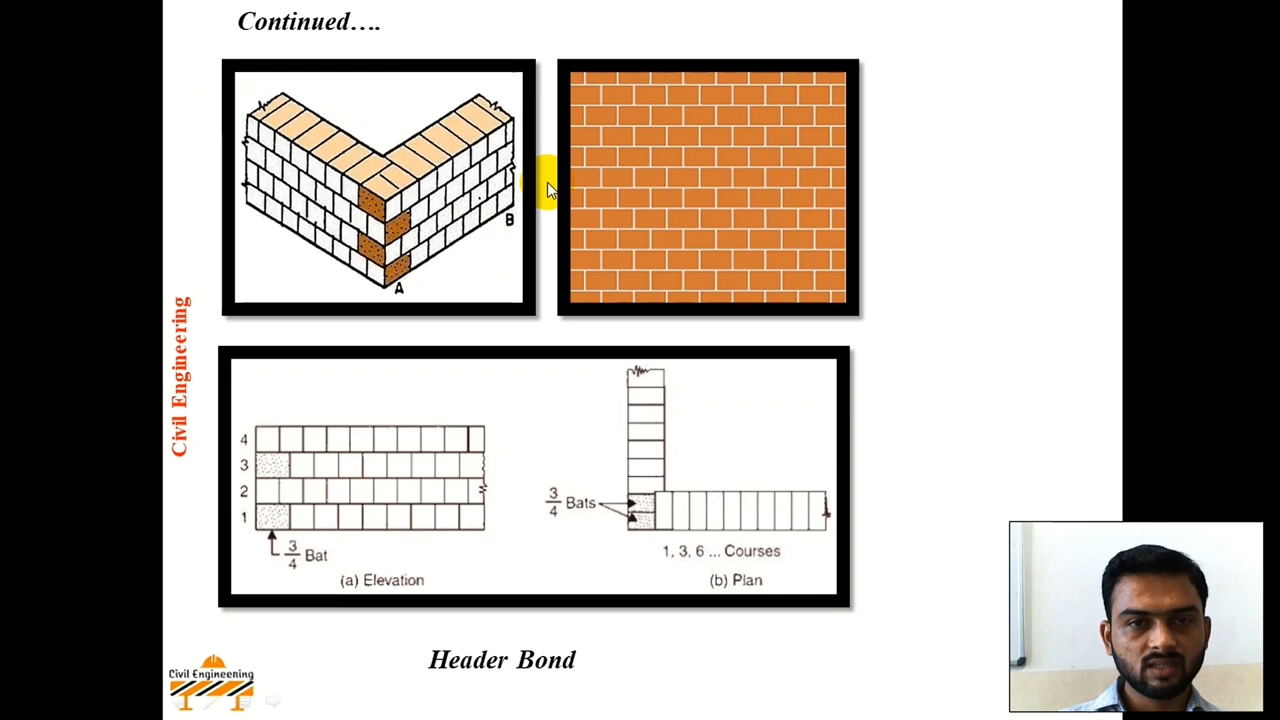 Continued….
B
A
Civil Engineering
4
3
2
1
3/4 Bat
(a) Elevation
3/4 Bats
1, 3, 6 ... Courses
(b) Plan
Header Bond
Civil Engineering